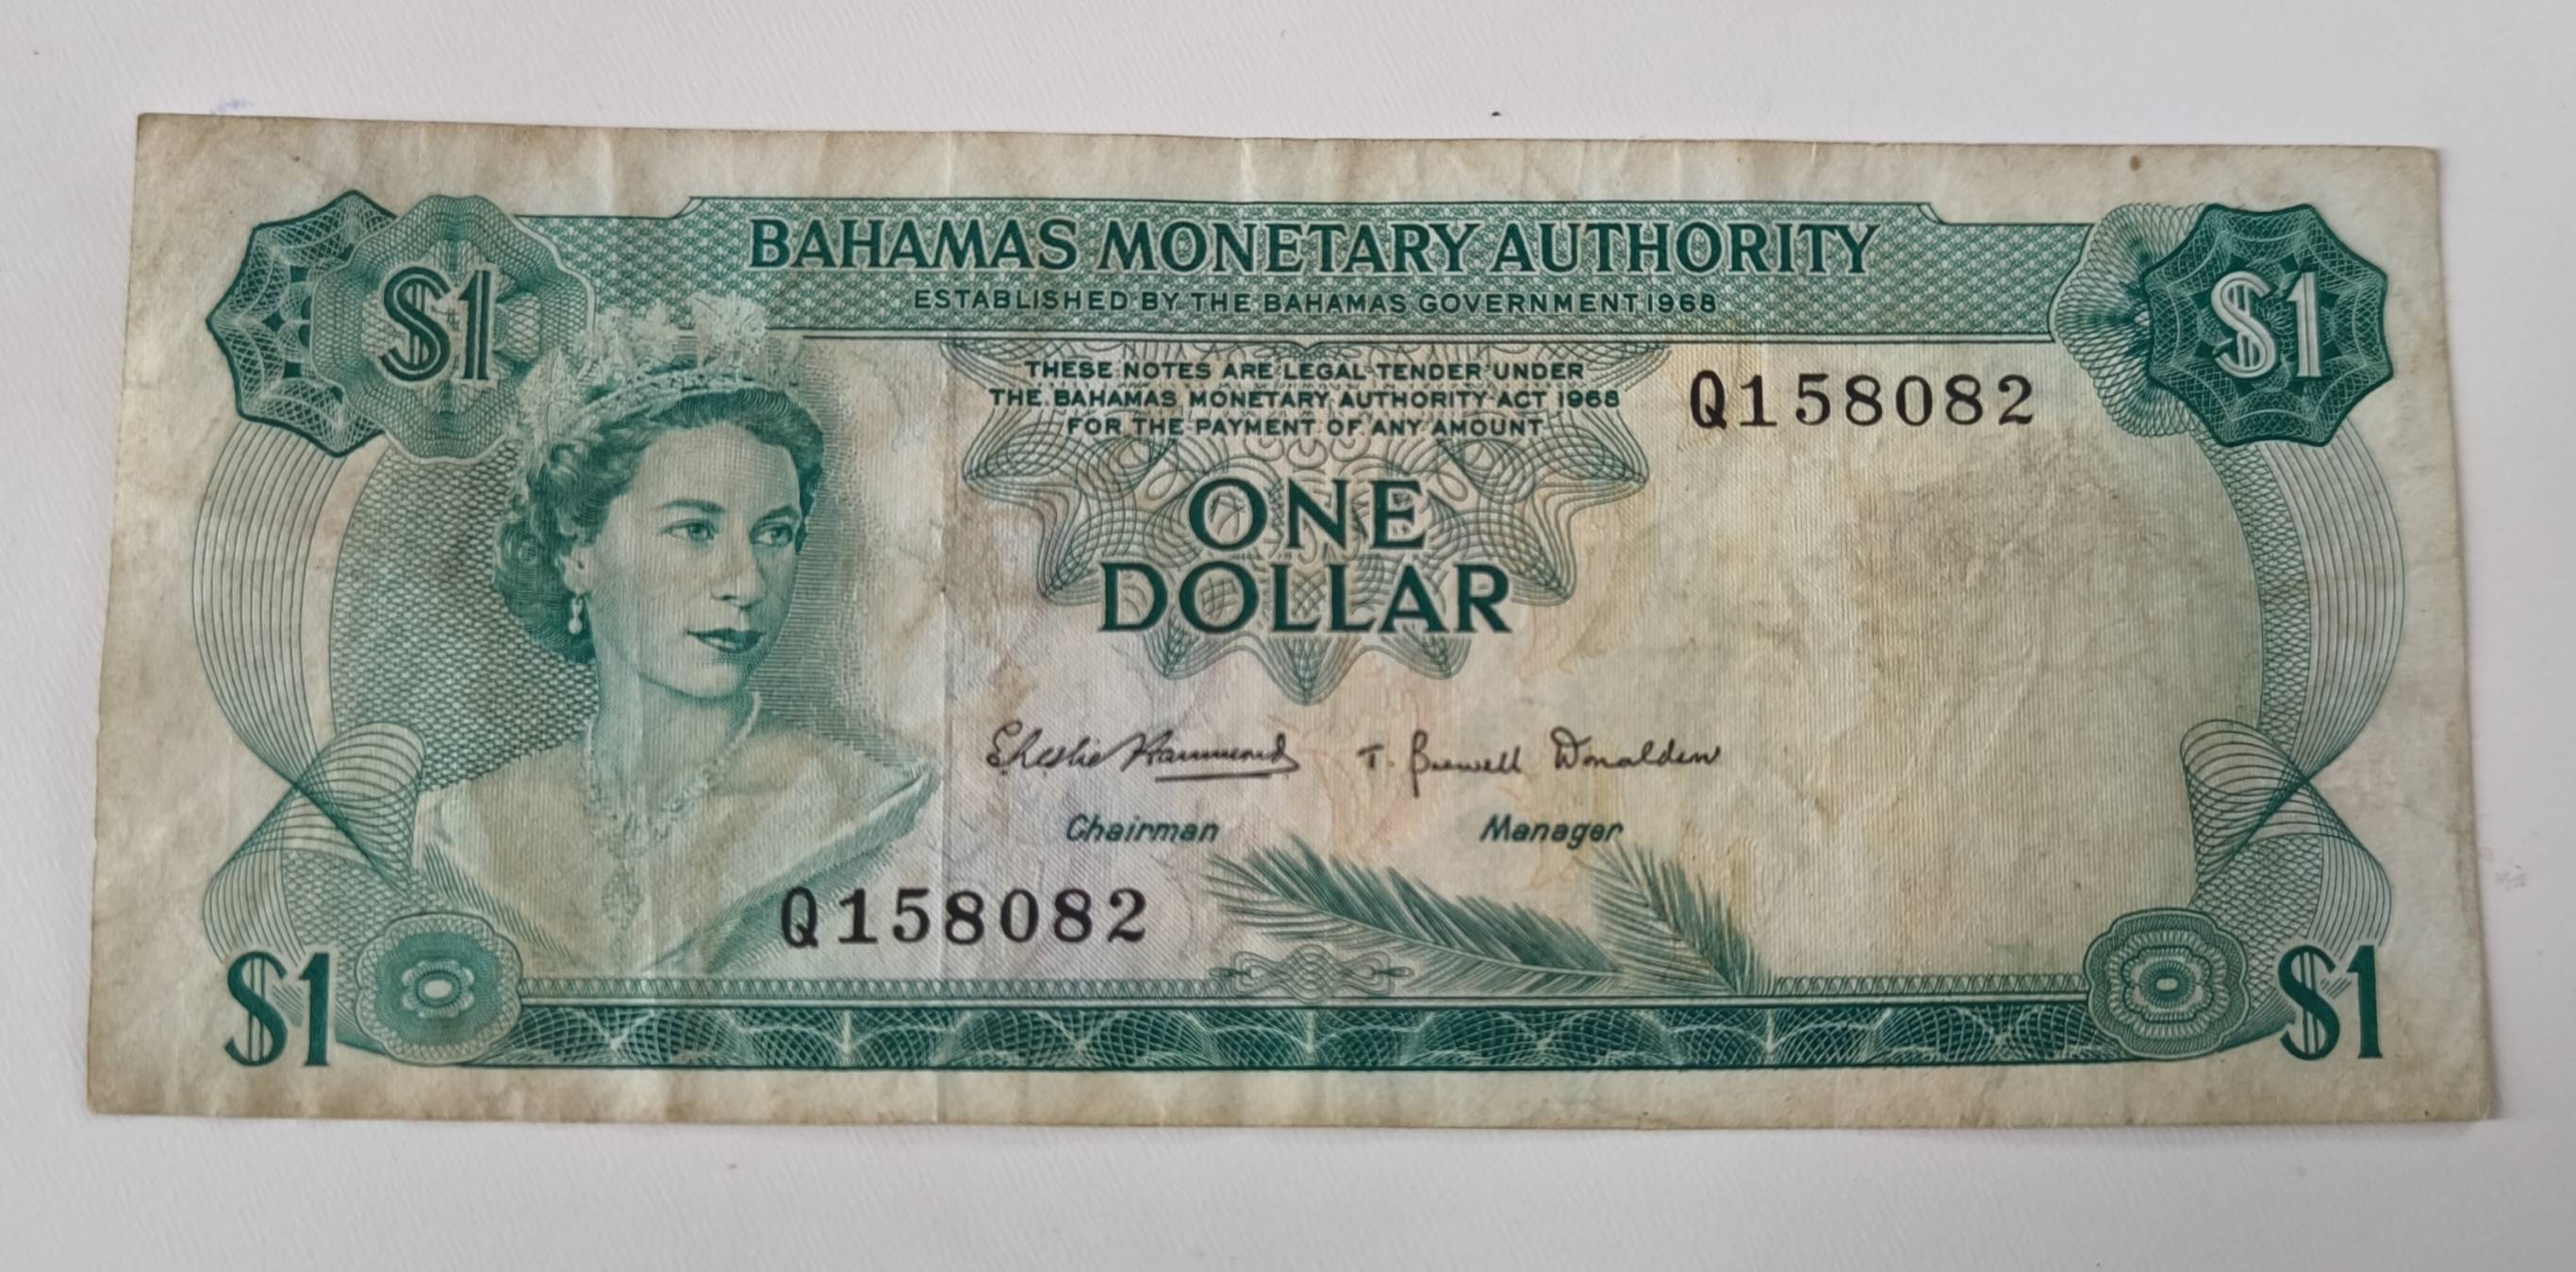 $1
BAHAMAS MONETARY AUTHORITY
$1
ESTABLISHED BY THE BAHAMAS GOVERNMENT 1968
THESE NOTES ARE LEGAL TENDER UNDER
THE BAHAMAS MONETARY AUTHORITY ACT 1968
FOR THE PAYMENT OF ANY AMOUNT
Q158082
ONE
DOLLAR
T. Donaldson
Chairman
Manager
Q158082
$1
$1